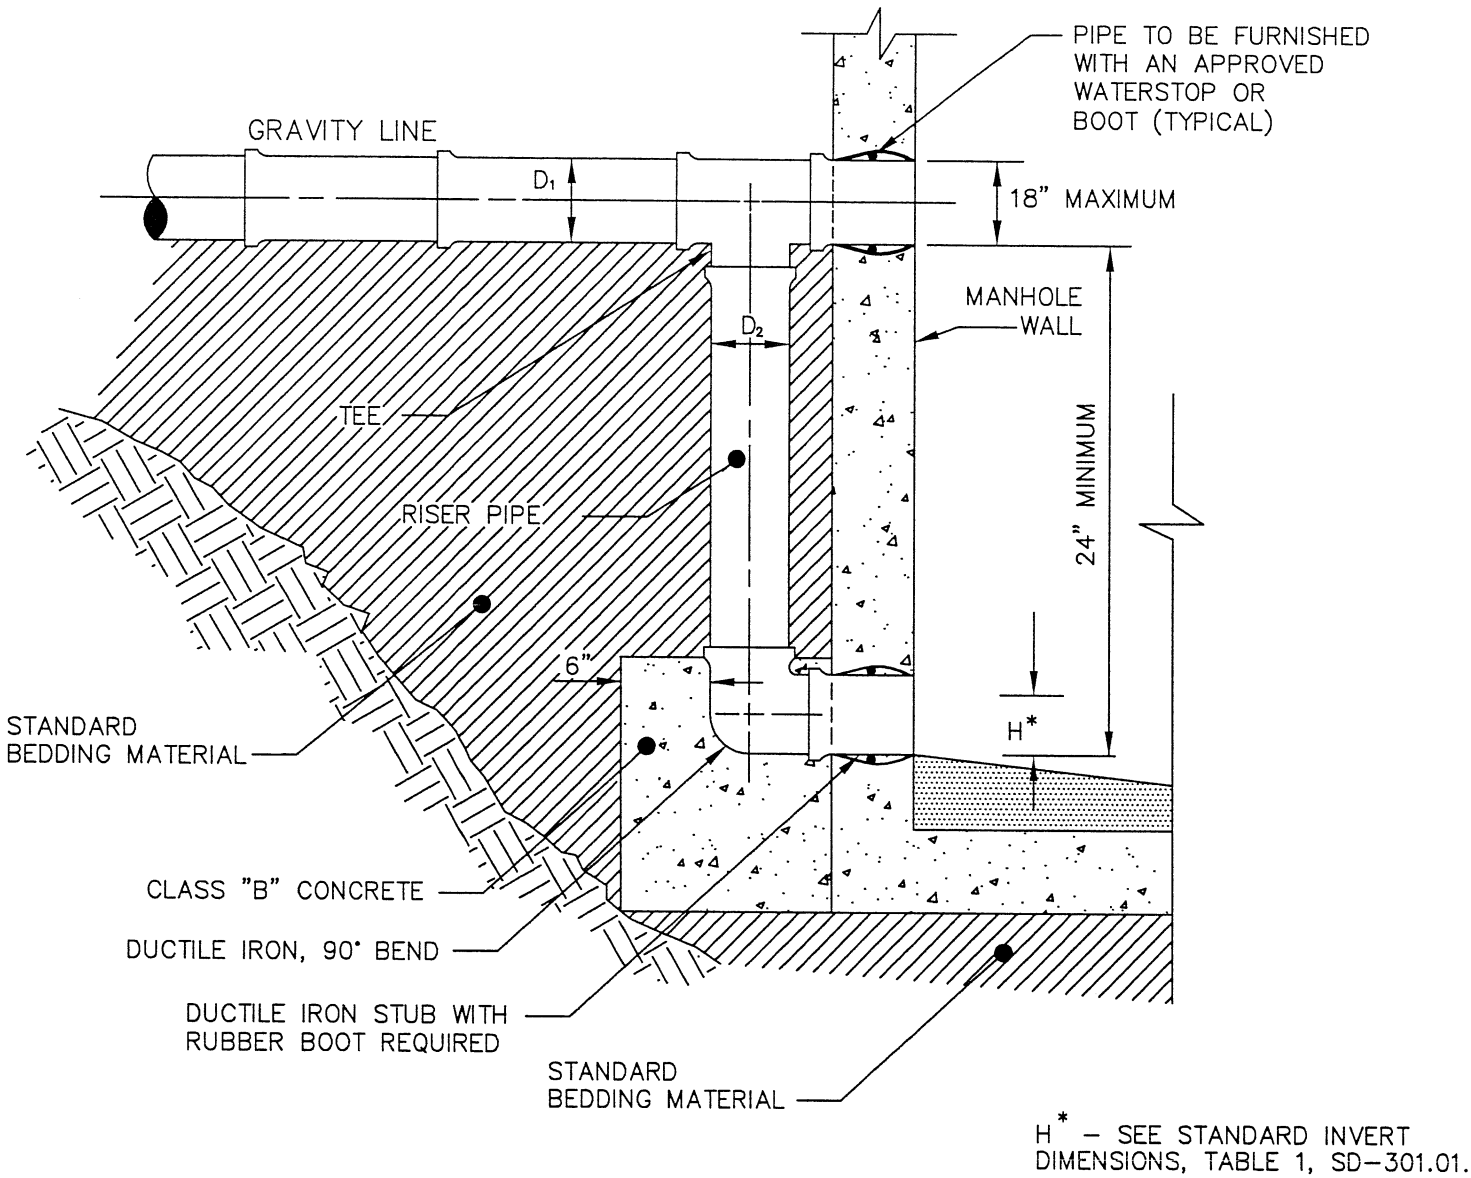 PIPE TO BE FURNISHED
WITH AN APPROVED
WATERSTOP OR
BOOT (TYPICAL)
GRAVITY LINE
D₁
18" MAXIMUM
MANHOLE
WALL
D₂
TEE
24" MINIMUM
RISER PIPE
6"
H*
STANDARD
BEDDING MATERIAL
CLASS "B" CONCRETE
DUCTILE IRON, 90° BEND
DUCTILE IRON STUB WITH
RUBBER BOOT REQUIRED
STANDARD
BEDDING MATERIAL
H* – SEE STANDARD INVERT
DIMENSIONS, TABLE 1, SD–301.01.